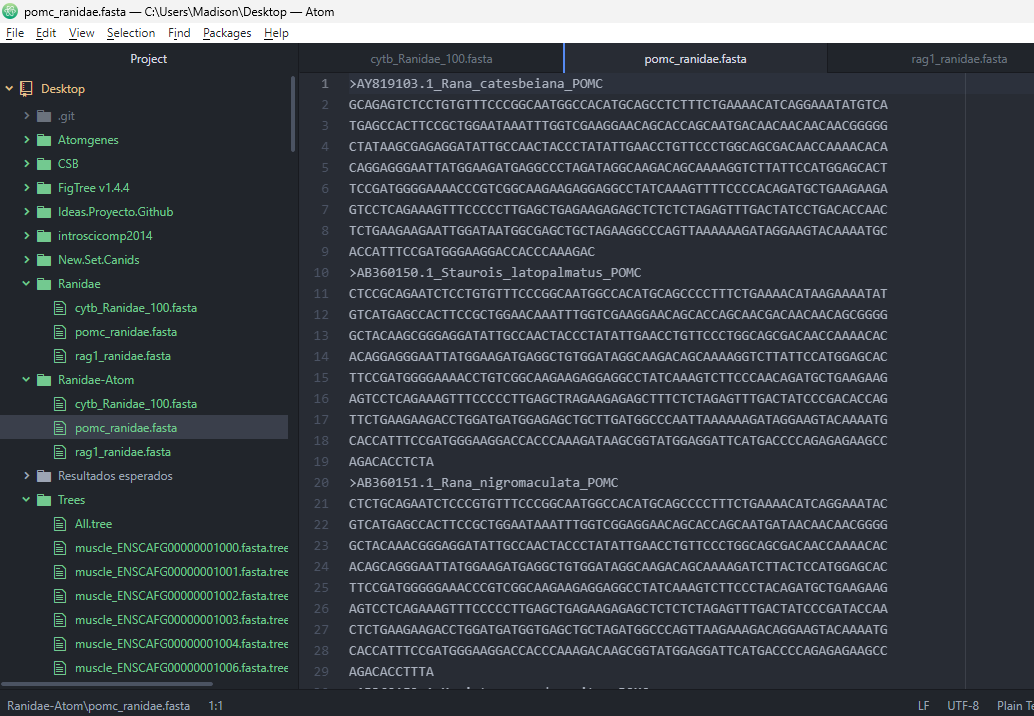 pomc_ranidae.fasta — C:\Users\Madison\Desktop — Atom
File Edit View Selection Find Packages Help
Project
Desktop
.git
Atomgenes
CSB
FigTree v1.4.4
Ideas.Proyecto.Github
introscicomp2014
New.Set.Canids
Ranidae
cytb_Ranidae_100.fasta
pomc_ranidae.fasta
rag1_ranidae.fasta
Ranidae-Atom
cytb_Ranidae_100.fasta
pomc_ranidae.fasta
rag1_ranidae.fasta
Resultados esperados
Trees
All.tree
muscle_ENSCAFG00000001000.fasta.tree
muscle_ENSCAFG00000001001.fasta.tree
muscle_ENSCAFG00000001002.fasta.tree
muscle_ENSCAFG00000001003.fasta.tree
muscle_ENSCAFG00000001004.fasta.tree
muscle_ENSCAFG00000001006.fasta.tree
cytb_Ranidae_100.fasta pomc_ranidae.fasta rag1_ranidae.fasta
1 >AY819103.1_Rana_catesbeiana_POMC
2 GCAGAGTCTCCTGTGTTTCCCGGCAATGGCCACATGCAGCCTCTTTCTGAAAACATCAGGAAATATGTCA
3 TGAGCCACTTCCGCTGGAATAAATTTGGTCGAAGGAACAGCACCAGCAATGACAACAACAACAACGGGGG
4 CTATAAGCGAGAGGATATTGCCAACTACCCTATATTGAACCTGTTCCCTGGCAGCGACAACCAAAACACA
5 CAGGAGGGAATTATGGAAGATGAGGCCCTAGATAGGCAAGACAGCAAAAGGTCTTATTCCATGGAGCACT
6 TCCGATGGGGAAAACCCGTCGGCAAGAAGAGGAGGCCTATCAAAGTTTTCCCCACAGATGCTGAAGAAGA
7 GTCCTCAGAAAGTTTCCCCCTTGAGCTGAGAAGAGAGCTCTCTCTAGAGTTTGACTATCCTGACACCAAC
8 TCTGAAGAAGAATTGGATAATGGCGAGCTGCTAGAAGGCCCAGTTAAAAAAGATAGGAAGTACAAAATGC
9 ACCATTTCCGATGGGAAGGACCACCCAAAGAC
10 >AB360150.1_Staurois_latopalmatus_POMC
11 CTCCGCAGAATCTCCTGTGTTTCCCGGCAATGGCCACATGCAGCCCCTTTCTGAAAACATAAGAAAATAT
12 GTCATGAGCCACTTCCGCTGGAACAAATTTGGTCGAAGGAACAGCACCAGCAACGACAACAACAGCGGGG
13 GCTACAAGCGGGAGGATATTGCCAACTACCCTATATTGAACCTGTTCCCTGGCAGCGACAACCAAAACAC
14 ACAGGAGGGAATTATGGAAGATGAGGCTGTGGATAGGCAAGACAGCAAAAGGTCTTATTCCATGGAGCAC
15 TTCCGATGGGGAAAACCTGTCGGCAAGAAGAGGAGGCCTATCAAAGTCTTCCCAACAGATGCTGAAGAAG
16 AGTCCTCAGAAAGTTTCCCCCTTGAGCTRAGAAGAGAGCTTTCTCTAGAGTTTGACTATCCCGACACCAG
17 TTCTGAAGAAGACCTGGATGATGGAGAGCTGCTTGATGGCCCAATTAAAAAAGATAGGAAGTACAAAATG
18 CACCATTTCCGATGGGAAGGACCACCCAAAGATAAGCGGTATGGAGGATTCATGACCCCAGAGAGAAGCC
19 AGACACCTCTA
20 >AB360151.1_Rana_nigromaculata_POMC
21 CTCTGCAGAATCTCCCGTGTTTCCCGGCAATGGCCACATGCAGCCCCTTTCTGAAAACATCAGGAAATAC
22 GTCATGAGCCACTTCCGCTGGAATAAATTTGGTCGGAGGAACAGCACCAGCAATGATAACAACAACGGGG
23 GCTACAAACGGGAGGATATTGCCAACTACCCTATATTGAACCTGTTCCCTGGCAGCGACAACCAAAACAC
24 ACAGCAGGGAATTATGGAAGATGAGGCTGTGGATAGGCAAGACAGCAAAAGATCTTACTCCATGGAGCAC
25 TTCCGATGGGGGAAACCCGTCGGCAAGAAGAGGAGGCCTATCAAAGTCTTCCCTACAGATGCTGAAGAAG
26 AGTCCTCAGAAAGTTTCCCCCTTGAGCTGAGAAGAGAGCTCTCTCTAGAGTTTGACTATCCCGATACCAA
27 CTCTGAAGAAGACCTGGATGATGGTGAGCTGCTAGATGGCCCAGTTAAGAAAGACAGGAAGTACAAAATG
28 CACCATTTCCGATGGGAAGGACCACCCAAAGACAAGCGGTATGGAGGATTCATGACCCCAGAGAGAAGCC
29 AGACACCTTTA
Ranidae-Atom\pomc_ranidae.fasta 1:1 LF UTF-8 Plain Te